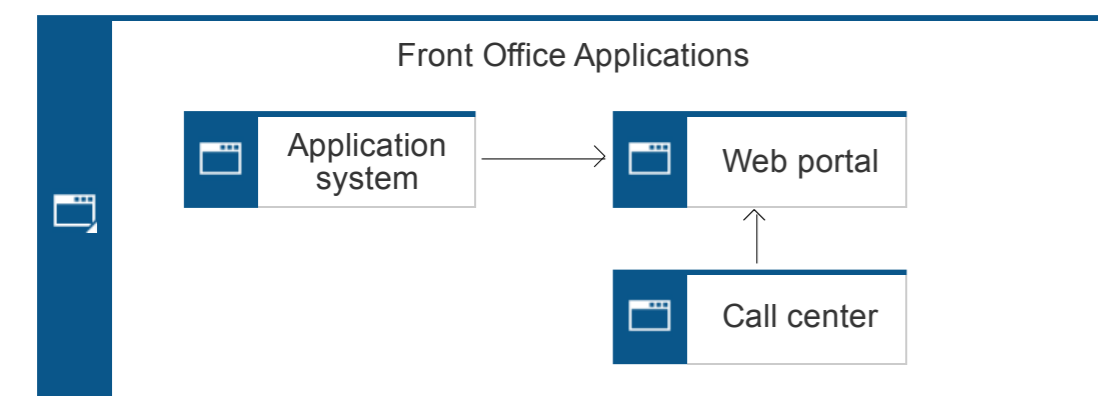 Front Office Applications
Application
system
Web portal
Call center